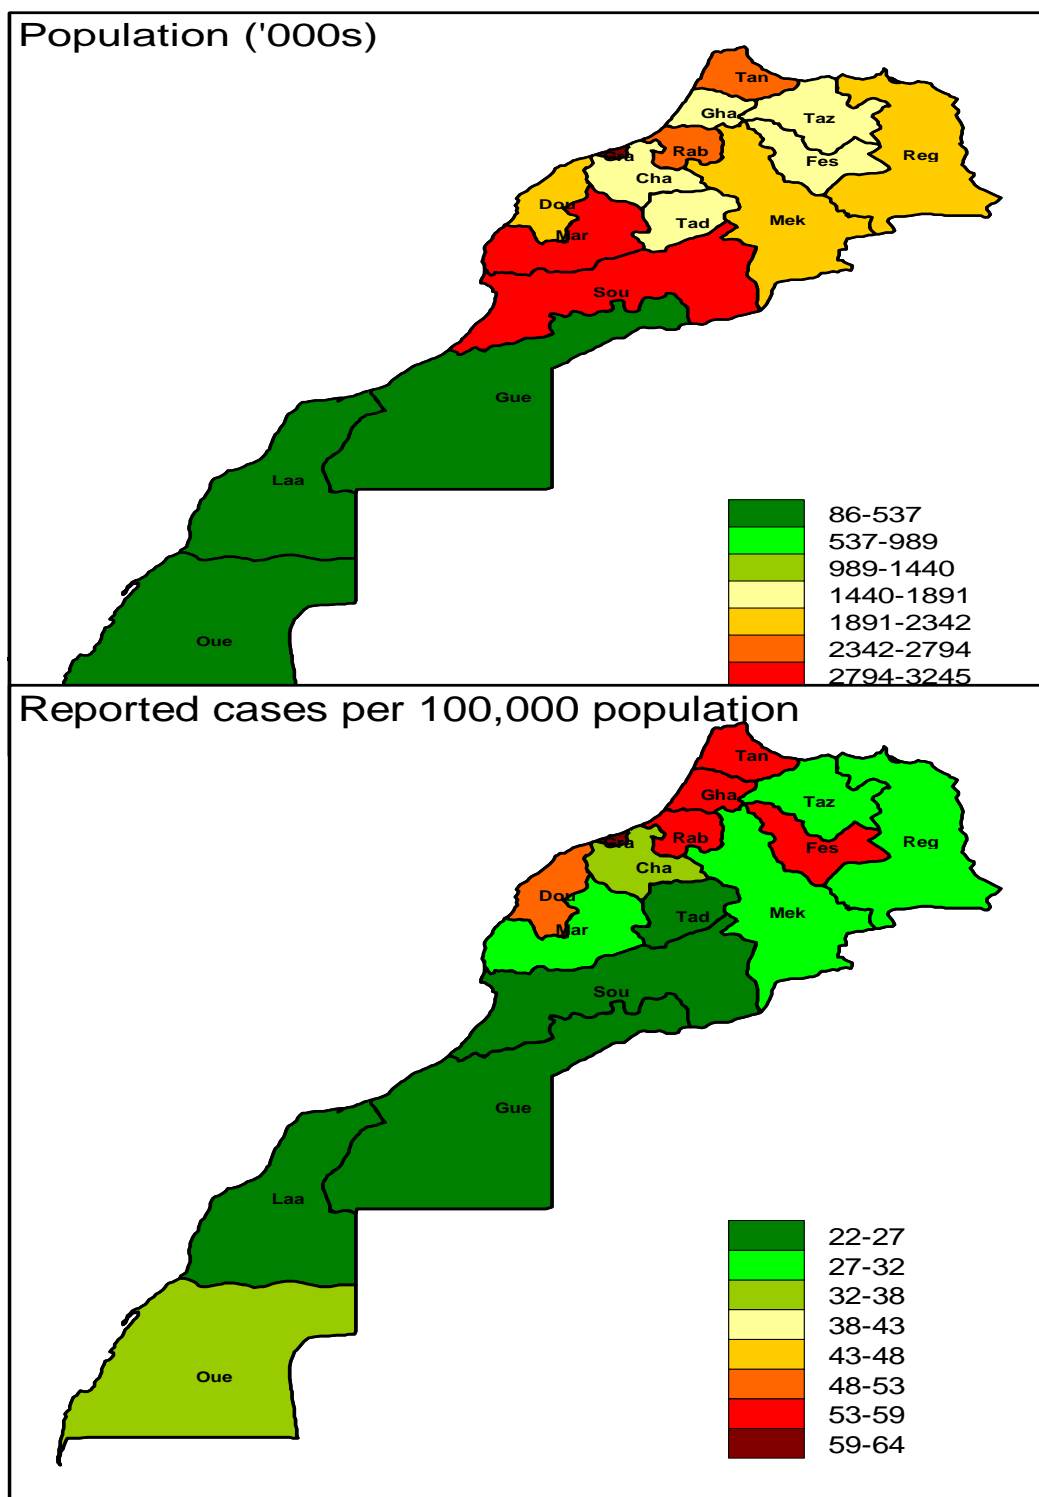 Population ('000s)
Tan
Gha
Taz
Cra
Rab
Fes
Reg
Cha
Dou
Tad
Mek
Mar
Sou
Gue
Laa
Oue
86-537
537-989
989-1440
1440-1891
1891-2342
2342-2794
2794-3245
Reported cases per 100,000 population
Tan
Gha
Taz
Cra
Rab
Fes
Reg
Cha
Dou
Tad
Mek
Mar
Sou
Gue
Laa
Oue
22-27
27-32
32-38
38-43
43-48
48-53
53-59
59-64